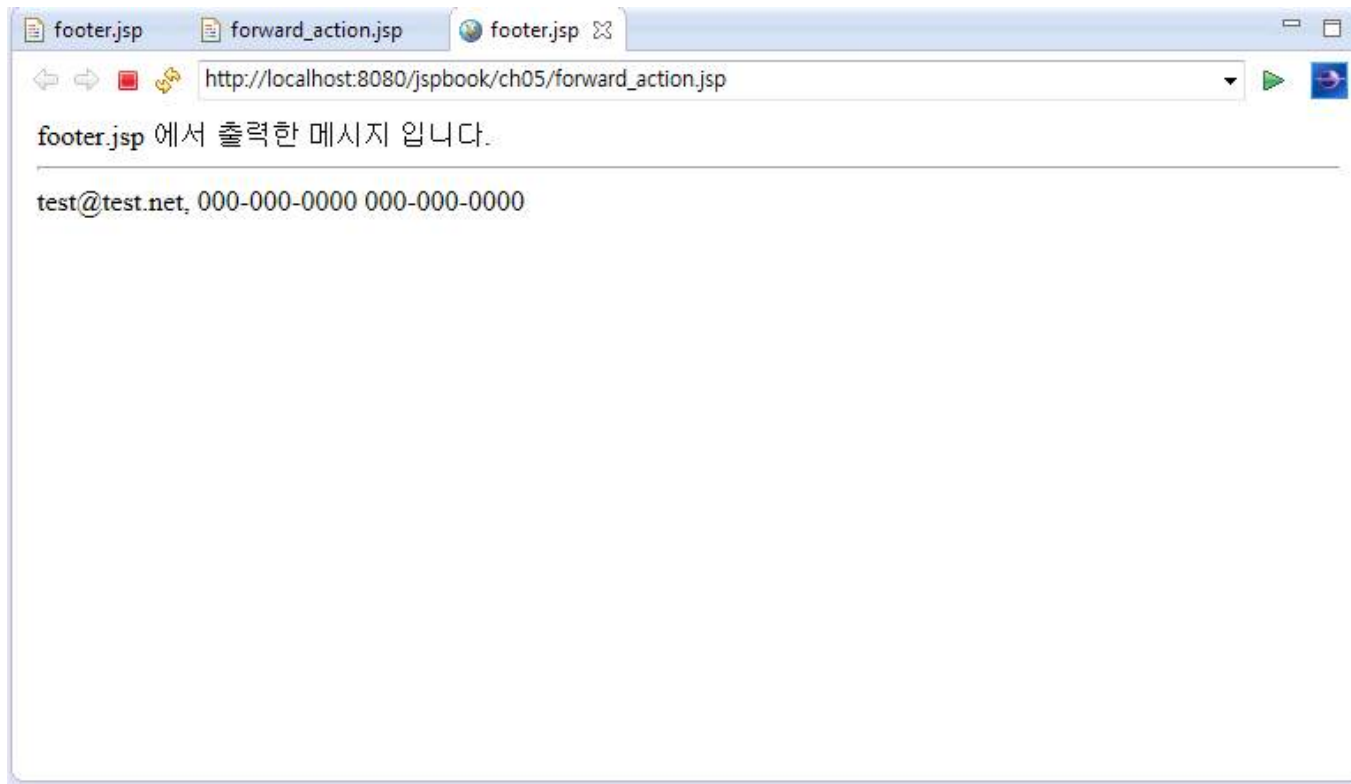 footer.jsp forward_action.jsp footer.jsp
http://localhost:8080/jspbook/ch05/forward_action.jsp
footer.jsp 에서 출력한 메시지 입니다.
test@test.net, 000-000-0000 000-000-0000